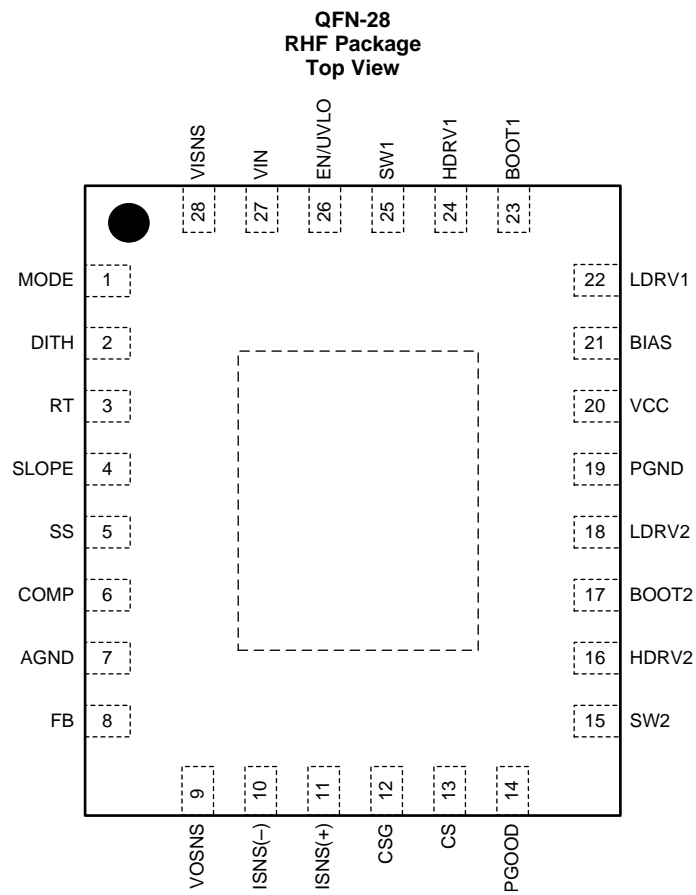 QFN-28
RHF Package
Top View
VISNS
VIN
EN/UVLO
SW1
HDRV1
BOOT1
28
27
26
25
24
23
MODE 1
22 LDRV1
DITH 2
21 BIAS
RT 3
20 VCC
SLOPE 4
19 PGND
SS 5
18 LDRV2
COMP 6
17 BOOT2
AGND 7
16 HDRV2
FB 8
15 SW2
9
10
11
12
13
14
VOSNS
ISNS(–)
ISNS(+)
CSG
CS
PGOOD